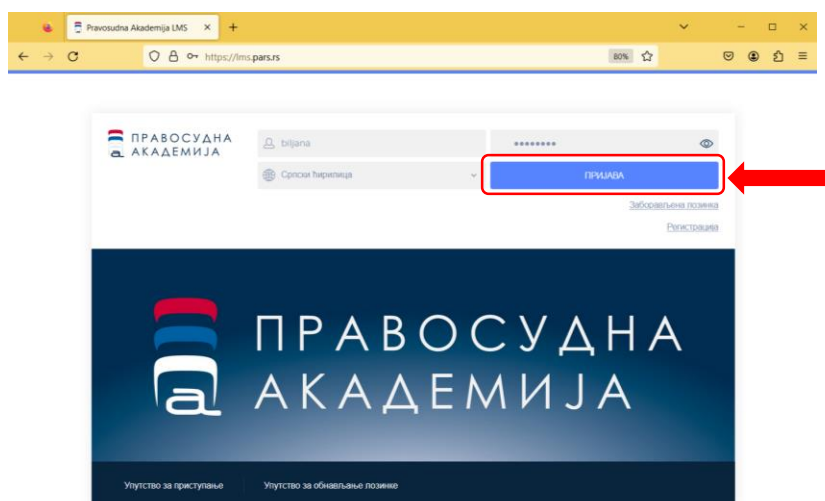 Pravosudna Akademija LMS
https://lms.pars.rs
80%
ПРАВОСУДНА
АКАДЕМИЈА
biljana
••••••••
Српски ћирилица
ПРИЈАВА
Заборављена лозинка
Регистрација
ПРАВОСУДНА
АКАДЕМИЈА
Упутство за приступање
Упутство за обнављање лозинке